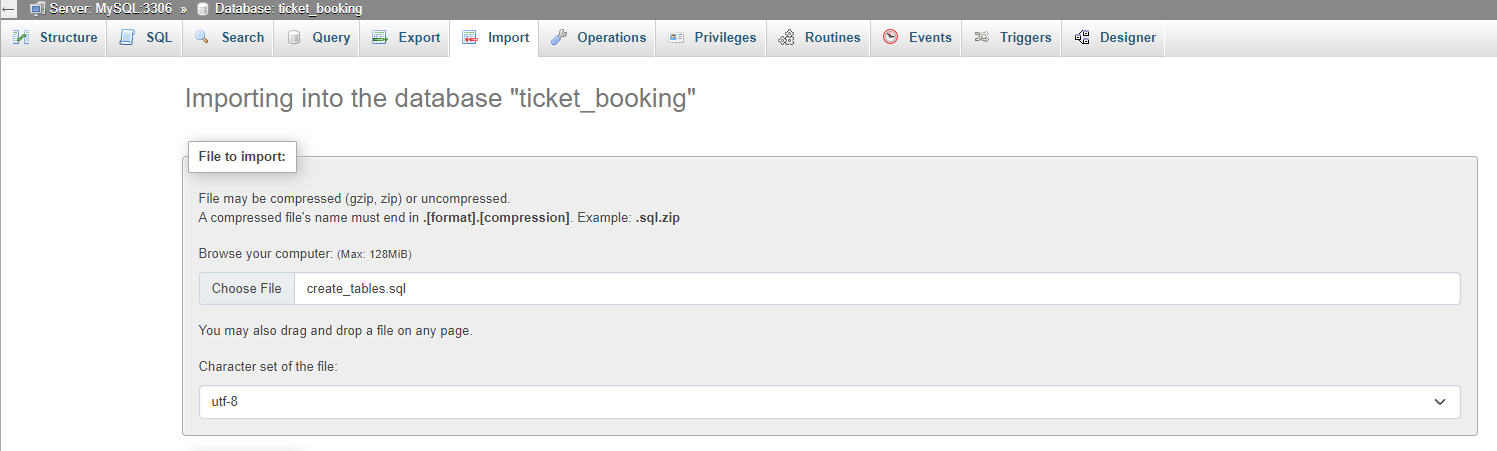 ← Server: MySQL:3306 » Database: ticket_booking
Structure SQL Search Query Export Import Operations Privileges Routines Events Triggers Designer
Importing into the database "ticket_booking"
File to import:
File may be compressed (gzip, zip) or uncompressed.
A compressed file's name must end in .[format].[compression]. Example: .sql.zip
Browse your computer: (Max: 128MiB)
Choose File create_tables.sql
You may also drag and drop a file on any page.
Character set of the file:
utf-8